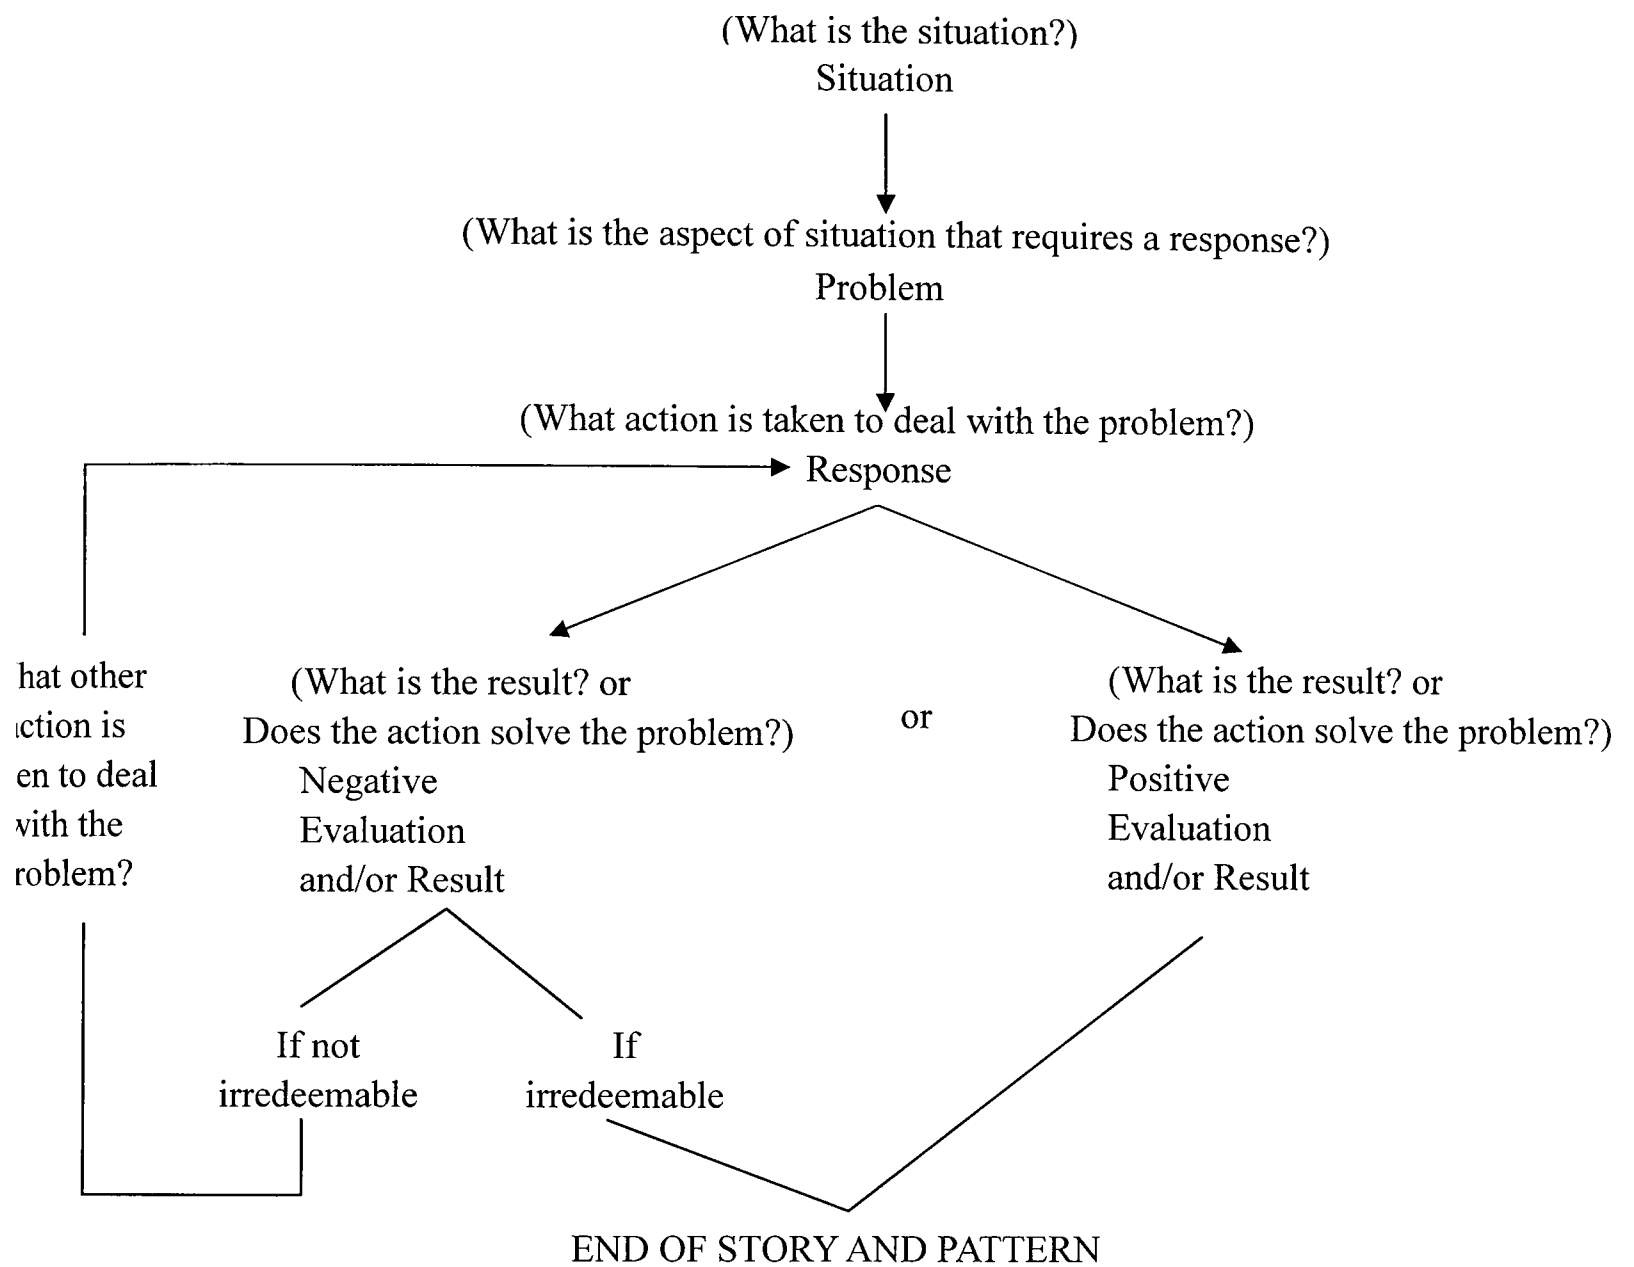 (What is the situation?)
Situation
(What is the aspect of situation that requires a response?)
Problem
(What action is taken to deal with the problem?)
Response
hat other
ction is
en to deal
with the
roblem?
(What is the result? or
Does the action solve the problem?)
Negative
Evaluation
and/or Result
or
(What is the result? or
Does the action solve the problem?)
Positive
Evaluation
and/or Result
If not
irredeemable
If
irredeemable
END OF STORY AND PATTERN